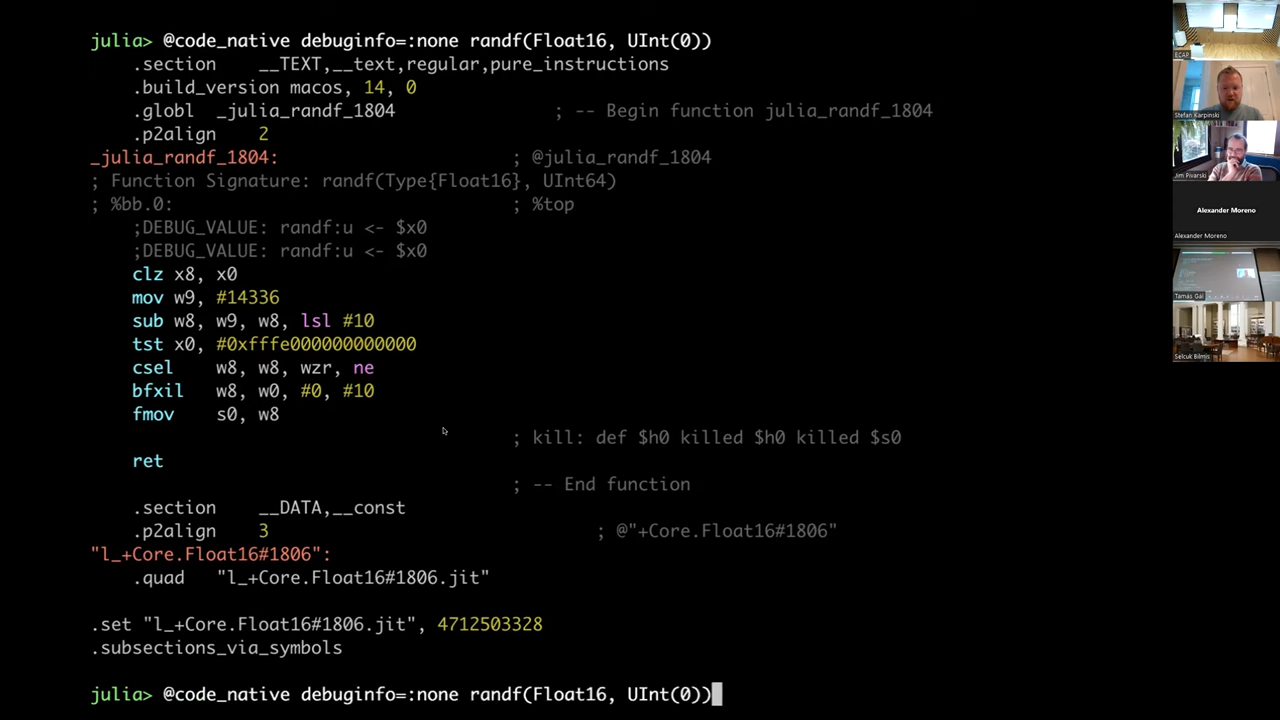 julia> @code_native debuginfo=:none randf(Float16, UInt(0))
.section __TEXT,__text,regular,pure_instructions
.build_version macos, 14, 0
.globl _julia_randf_1804 ; -- Begin function julia_randf_1804
.p2align 2
_julia_randf_1804: ; @julia_randf_1804
; Function Signature: randf(Type{Float16}, UInt64)
; %bb.0: ; %top
;DEBUG_VALUE: randf:u <- $x0
;DEBUG_VALUE: randf:u <- $x0
clz x8, x0
mov w9, #14336
sub w8, w9, w8, lsl #10
tst x0, #0xfffe000000000000
csel w8, w8, wzr, ne
bfxil w8, w0, #0, #10
fmov s0, w8
; kill: def $h0 killed $h0 killed $s0
ret
; -- End function
.section __DATA,__const
.p2align 3 ; @"+Core.Float16#1806"
"l_+Core.Float16#1806":
.quad "l_+Core.Float16#1806.jit"
.set "l_+Core.Float16#1806.jit", 4712503328
.subsections_via_symbols
julia> @code_native debuginfo=:none randf(Float16, UInt(0))
ECAP
Stefan Karpinski
Jim Pivarski
Alexander Moreno
Alexander Moreno
Tamás Gál
Selcuk Bilmis